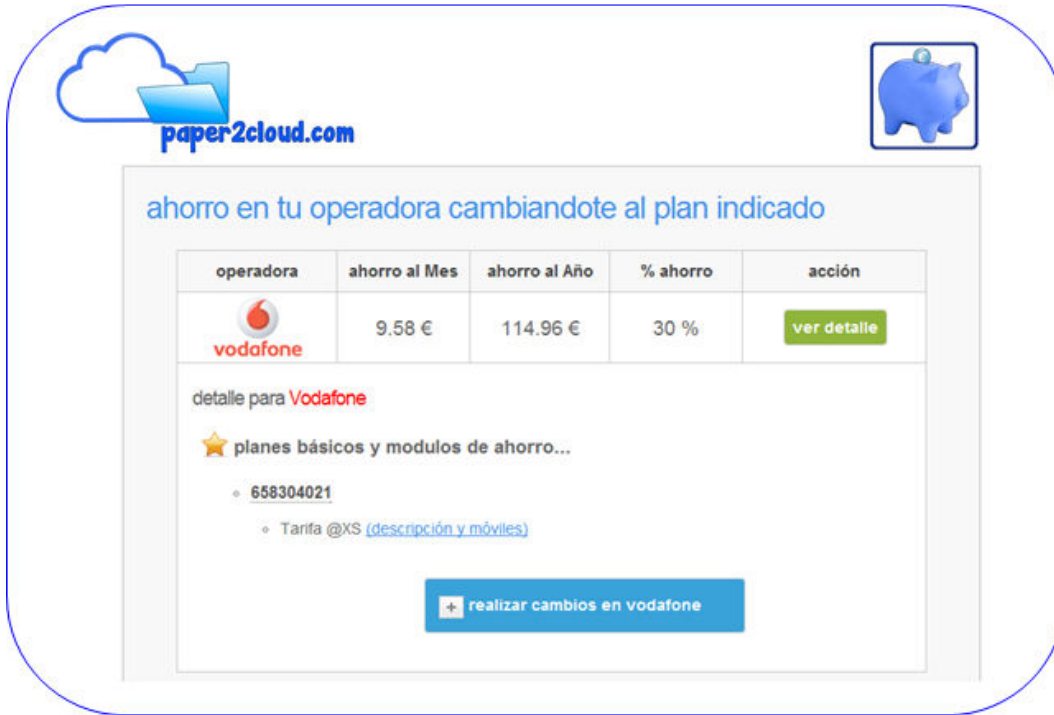 paper2cloud.com
ahorro en tu operadora cambiandote al plan indicado
operadora ahorro al Mes ahorro al Año % ahorro acción
vodafone 9.58 € 114.96 € 30 % ver detalle
detalle para Vodafone
planes básicos y modulos de ahorro...
658304021
Tarifa @XS (descripción y móviles)
+ realizar cambios en vodafone